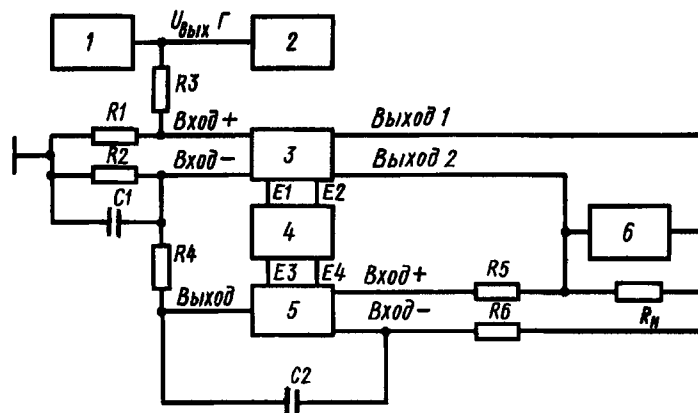 1
U вых Г
2
R3
R1
Вход+
Выход 1
R2
Вход-
3
Выход 2
C1
E1
E2
4
6
R4
E3
E4
Вход+
R5
Выход
5
Вход-
R6
Rн
C2